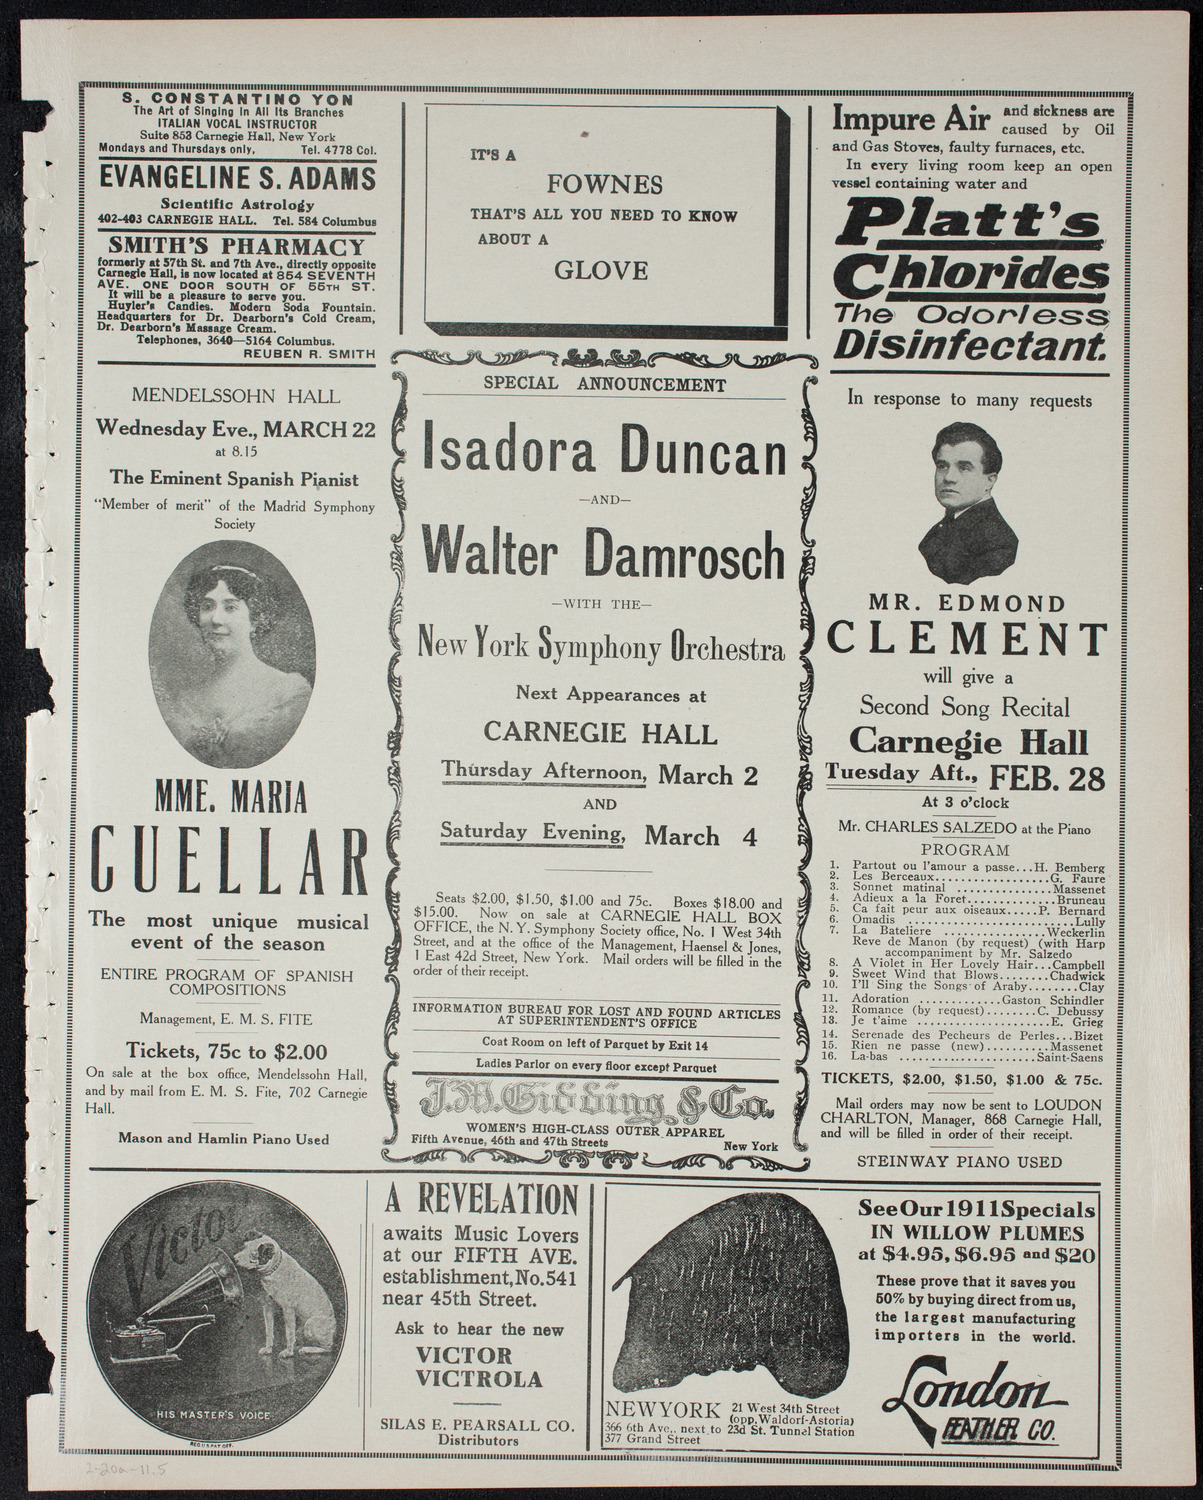 S. CONSTANTINO YON
The Art of Singing in All Its Branches
ITALIAN VOCAL INSTRUCTOR
Suite 853 Carnegie Hall, New York
Mondays and Thursdays only, Tel. 4778 Col.
EVANGELINE S. ADAMS
Scientific Astrology
402-403 CARNEGIE HALL. Tel. 584 Columbus
SMITH'S PHARMACY
formerly at 57th St. and 7th Ave., directly opposite
Carnegie Hall, is now located at 854 SEVENTH
AVE. ONE DOOR SOUTH OF 55TH ST.
It will be a pleasure to serve you.
Huyler's Candies. Modern Soda Fountain.
Headquarters for Dr. Dearborn's Cold Cream,
Dr. Dearborn's Massage Cream.
Telephones, 3640—5164 Columbus.
REUBEN R. SMITH
IT'S A
FOWNES
THAT'S ALL YOU NEED TO KNOW
ABOUT A
GLOVE
Impure Air and sickness are
caused by Oil
and Gas Stoves, faulty furnaces, etc.
In every living room keep an open
vessel containing water and
Platt's
Chlorides
The Odorless
Disinfectant.
MENDELSSOHN HALL
Wednesday Eve., MARCH 22
at 8.15
The Eminent Spanish Pianist
"Member of merit" of the Madrid Symphony
Society
MME. MARIA
CUELLAR
The most unique musical
event of the season
ENTIRE PROGRAM OF SPANISH
COMPOSITIONS
Management, E. M. S. FITE
Tickets, 75c to $2.00
On sale at the box office, Mendelssohn Hall,
and by mail from E. M. S. Fite, 702 Carnegie
Hall.
Mason and Hamlin Piano Used
SPECIAL ANNOUNCEMENT
Isadora Duncan
—AND—
Walter Damrosch
—WITH THE—
New York Symphony Orchestra
Next Appearances at
CARNEGIE HALL
Thursday Afternoon, March 2
AND
Saturday Evening, March 4
Seats $2.00, $1.50, $1.00 and 75c. Boxes $18.00 and
$15.00. Now on sale at CARNEGIE HALL BOX
OFFICE, the N. Y. Symphony Society office, No. 1 West 34th
Street, and at the office of the Management, Haensel & Jones,
1 East 42d Street, New York. Mail orders will be filled in the
order of their receipt.
INFORMATION BUREAU FOR LOST AND FOUND ARTICLES
AT SUPERINTENDENT'S OFFICE
Coat Room on left of Parquet by Exit 14
Ladies Parlor on every floor except Parquet
J.M. Gidding & Co.
WOMEN'S HIGH-CLASS OUTER APPAREL
Fifth Avenue, 46th and 47th Streets New York
In response to many requests
MR. EDMOND
CLEMENT
will give a
Second Song Recital
Carnegie Hall
Tuesday Aft., FEB. 28
At 3 o'clock
Mr. CHARLES SALZEDO at the Piano
PROGRAM
1. Partout ou l'amour a passe...H. Bemberg
2. Les Berceaux..................G. Faure
3. Sonnet matinal ...............Massenet
4. Adieux a la Foret..............Bruneau
5. Ca fait peur aux oiseaux.....P. Bernard
6. Omadis .........................Lully
7. La Bateliere ................Weckerlin
Reve de Manon (by request) (with Harp
accompaniment by Mr. Salzedo
8. A Violet in Her Lovely Hair...Campbell
9. Sweet Wind that Blows........Chadwick
10. I'll Sing the Songs of Araby........Clay
11. Adoration ............Gaston Schindler
12. Romance (by request)........C. Debussy
13. Je t'aime .....................E. Grieg
14. Serenade des Pecheurs de Perles...Bizet
15. Rien ne passe (new)..........Massenet
16. La-bas .....................Saint-Saens
TICKETS, $2.00, $1.50, $1.00 & 75c.
Mail orders may now be sent to LOUDON
CHARLTON, Manager, 868 Carnegie Hall,
and will be filled in order of their receipt.
STEINWAY PIANO USED
Victor
HIS MASTER'S VOICE
REG. U.S. PAT. OFF.
A REVELATION
awaits Music Lovers
at our FIFTH AVE.
establishment, No. 541
near 45th Street.
Ask to hear the new
VICTOR
VICTROLA
SILAS E. PEARSALL CO.
Distributors
See Our 1911 Specials
IN WILLOW PLUMES
at $4.95, $6.95 and $20
These prove that it saves you
50% by buying direct from us,
the largest manufacturing
importers in the world.
London
FEATHER CO.
NEW YORK 21 West 34th Street
(opp. Waldorf-Astoria)
366 6th Ave., next to 23d St. Tunnel Station
377 Grand Street
2-20a-11.5